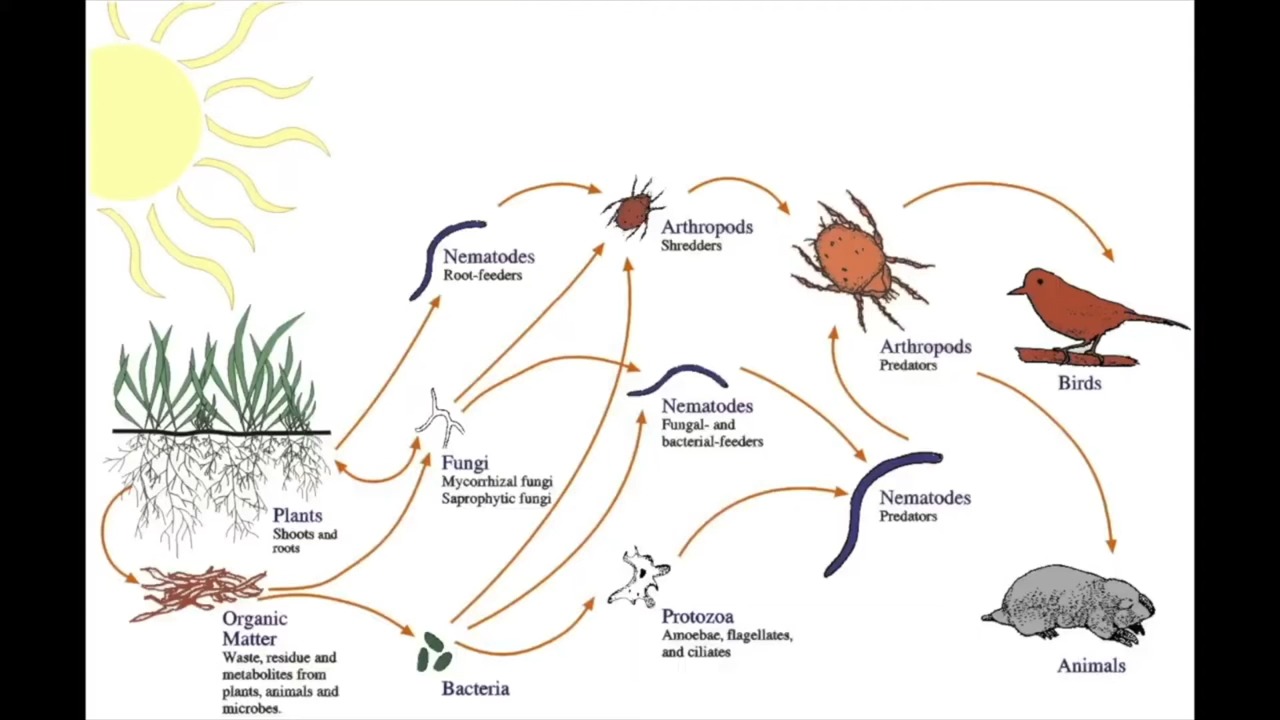 Arthropods
Shredders
Nematodes
Root-feeders
Arthropods
Predators
Birds
Nematodes
Fungal- and
bacterial-feeders
Fungi
Mycorrhizal fungi
Saprophytic fungi
Nematodes
Predators
Plants
Shoots and
roots
Organic
Matter
Waste, residue and
metabolites from
plants, animals and
microbes.
Protozoa
Amoebae, flagellates,
and ciliates
Animals
Bacteria